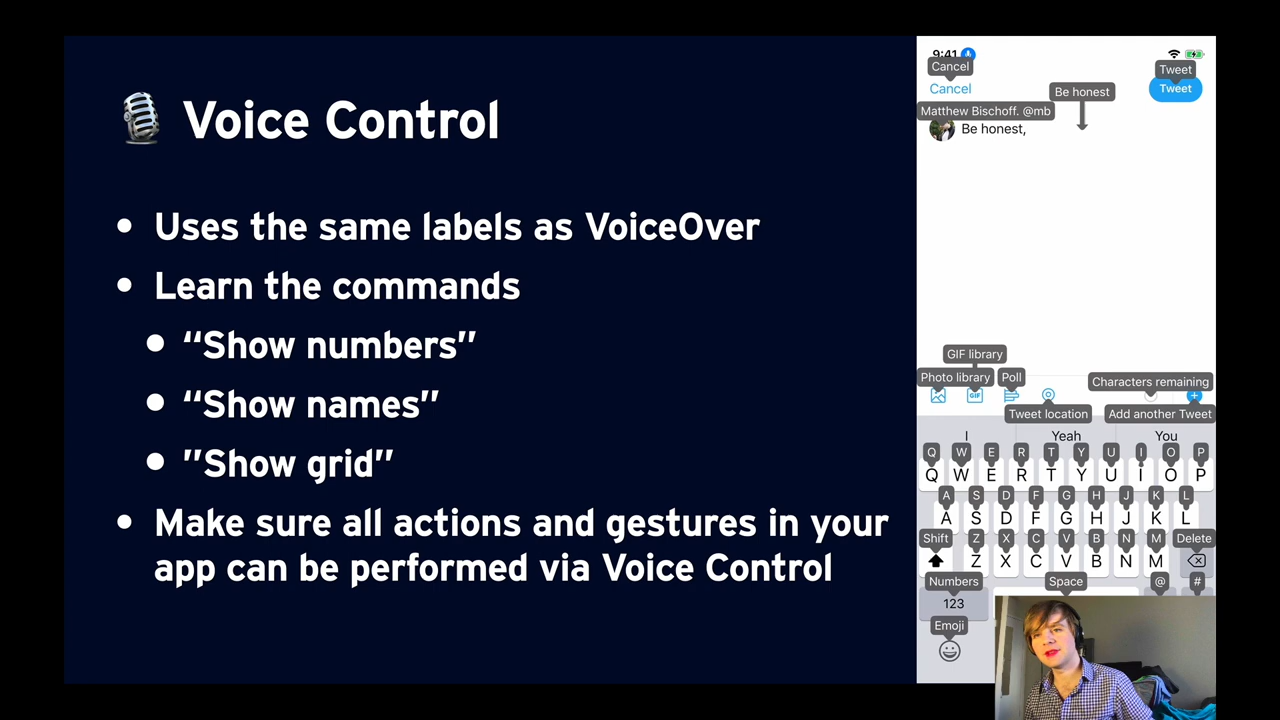 Voice Control
• Uses the same labels as VoiceOver
• Learn the commands
• “Show numbers”
• “Show names”
• ”Show grid”
• Make sure all actions and gestures in your
app can be performed via Voice Control
9:41
Cancel
Tweet
Cancel
Tweet
Be honest
Matthew Bischoff. @mb
Be honest,
GIF library
Photo library
Poll
Characters remaining
GIF
Tweet location
Add another Tweet
I Yeah You
Q W E R T Y U I O P
Q W E R T Y U I O P
A S D F G H J K L
A S D F G H J K L
Shift Z X C V B N M Delete
Z X C V B N M
Numbers Space @ #
123
Emoji